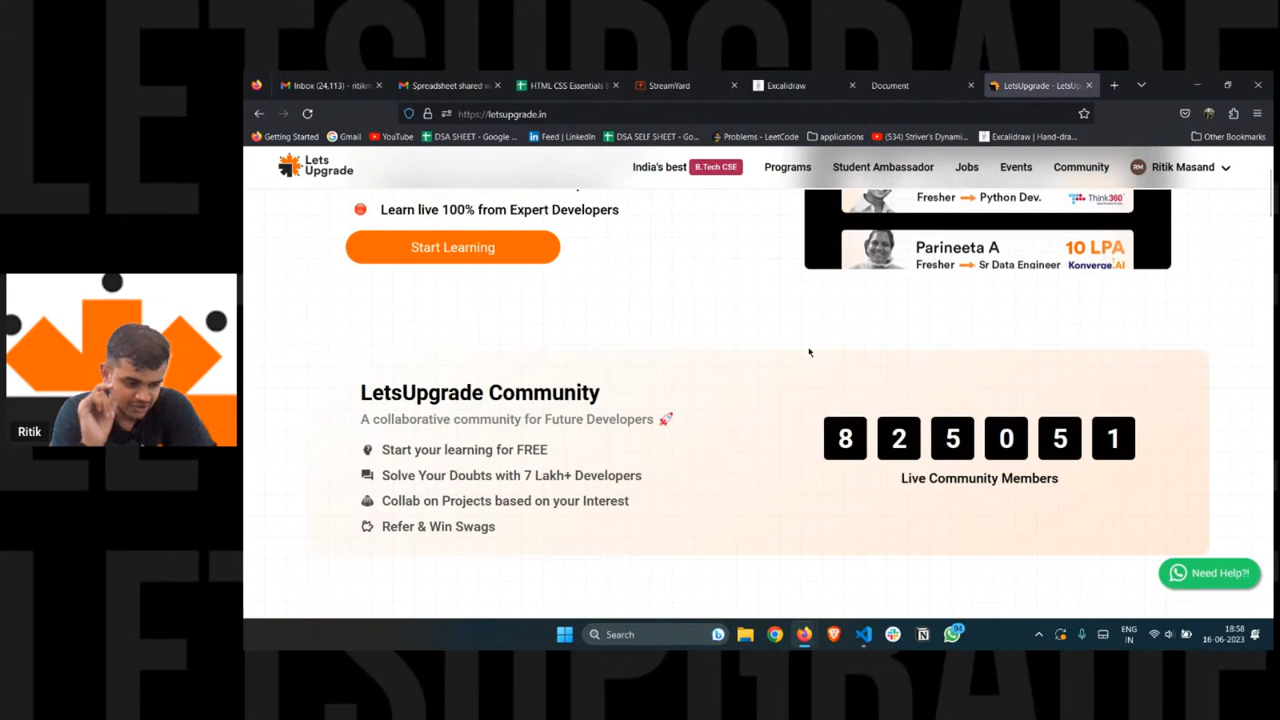 LETSUPGRADE
Inbox (24,113) - ritikm
Spreadsheet shared w
HTML CSS Essentials B
StreamYard
Excalidraw
Document
LetsUpgrade - LetsUp
https://letsupgrade.in
Getting Started
Gmail
YouTube
DSA SHEET - Google ...
Feed | LinkedIn
DSA SELF SHEET - Go...
Problems - LeetCode
applications
(534) Striver's Dynami...
Excalidraw | Hand-dra...
Other Bookmarks
Lets
Upgrade
India's best B.Tech CSE
Programs
Student Ambassador
Jobs
Events
Community
RM Ritik Masand
Learn live 100% from Expert Developers
Start Learning
Fresher → Python Dev. Think360
Parineeta A 10 LPA
Fresher → Sr Data Engineer Konverge.AI
LetsUpgrade Community
A collaborative community for Future Developers 🚀
Start your learning for FREE
Solve Your Doubts with 7 Lakh+ Developers
Collab on Projects based on your Interest
Refer & Win Swags
8 2 5 0 5 1
Live Community Members
Need Help?!
Ritik
Search
94
ENG
IN
18:58
16-06-2023
LETSUPGRADE